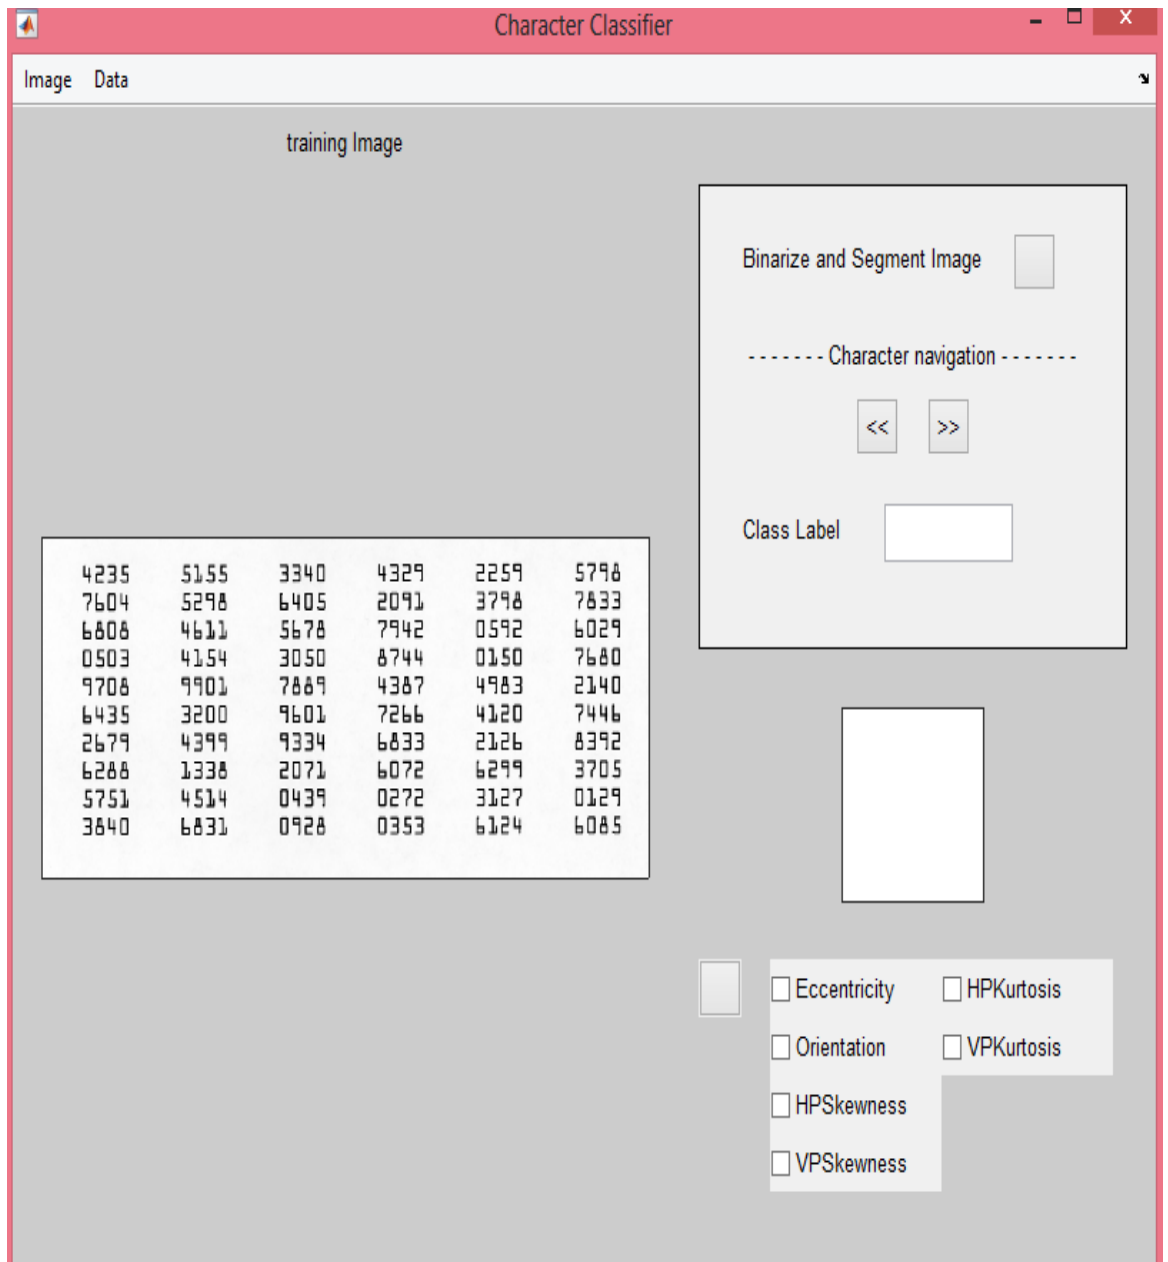 Character Classifier
Image Data
training Image
Binarize and Segment Image
- - - - - - - Character navigation - - - - - - -
<< >>
Class Label
4235 5155 3340 4329 2259 5798
7604 5298 6405 2091 3798 7833
6808 4611 5678 7942 0592 6029
0503 4154 3050 8744 0150 7680
9708 9901 7889 4387 4983 2140
6435 3200 9601 7266 4120 7446
2679 4399 9334 6833 2126 8392
6288 1338 2071 6072 6299 3705
5751 4514 0439 0272 3127 0129
3840 6831 0928 0353 6124 6085
Eccentricity HPKurtosis
Orientation VPKurtosis
HPSkewness
VPSkewness